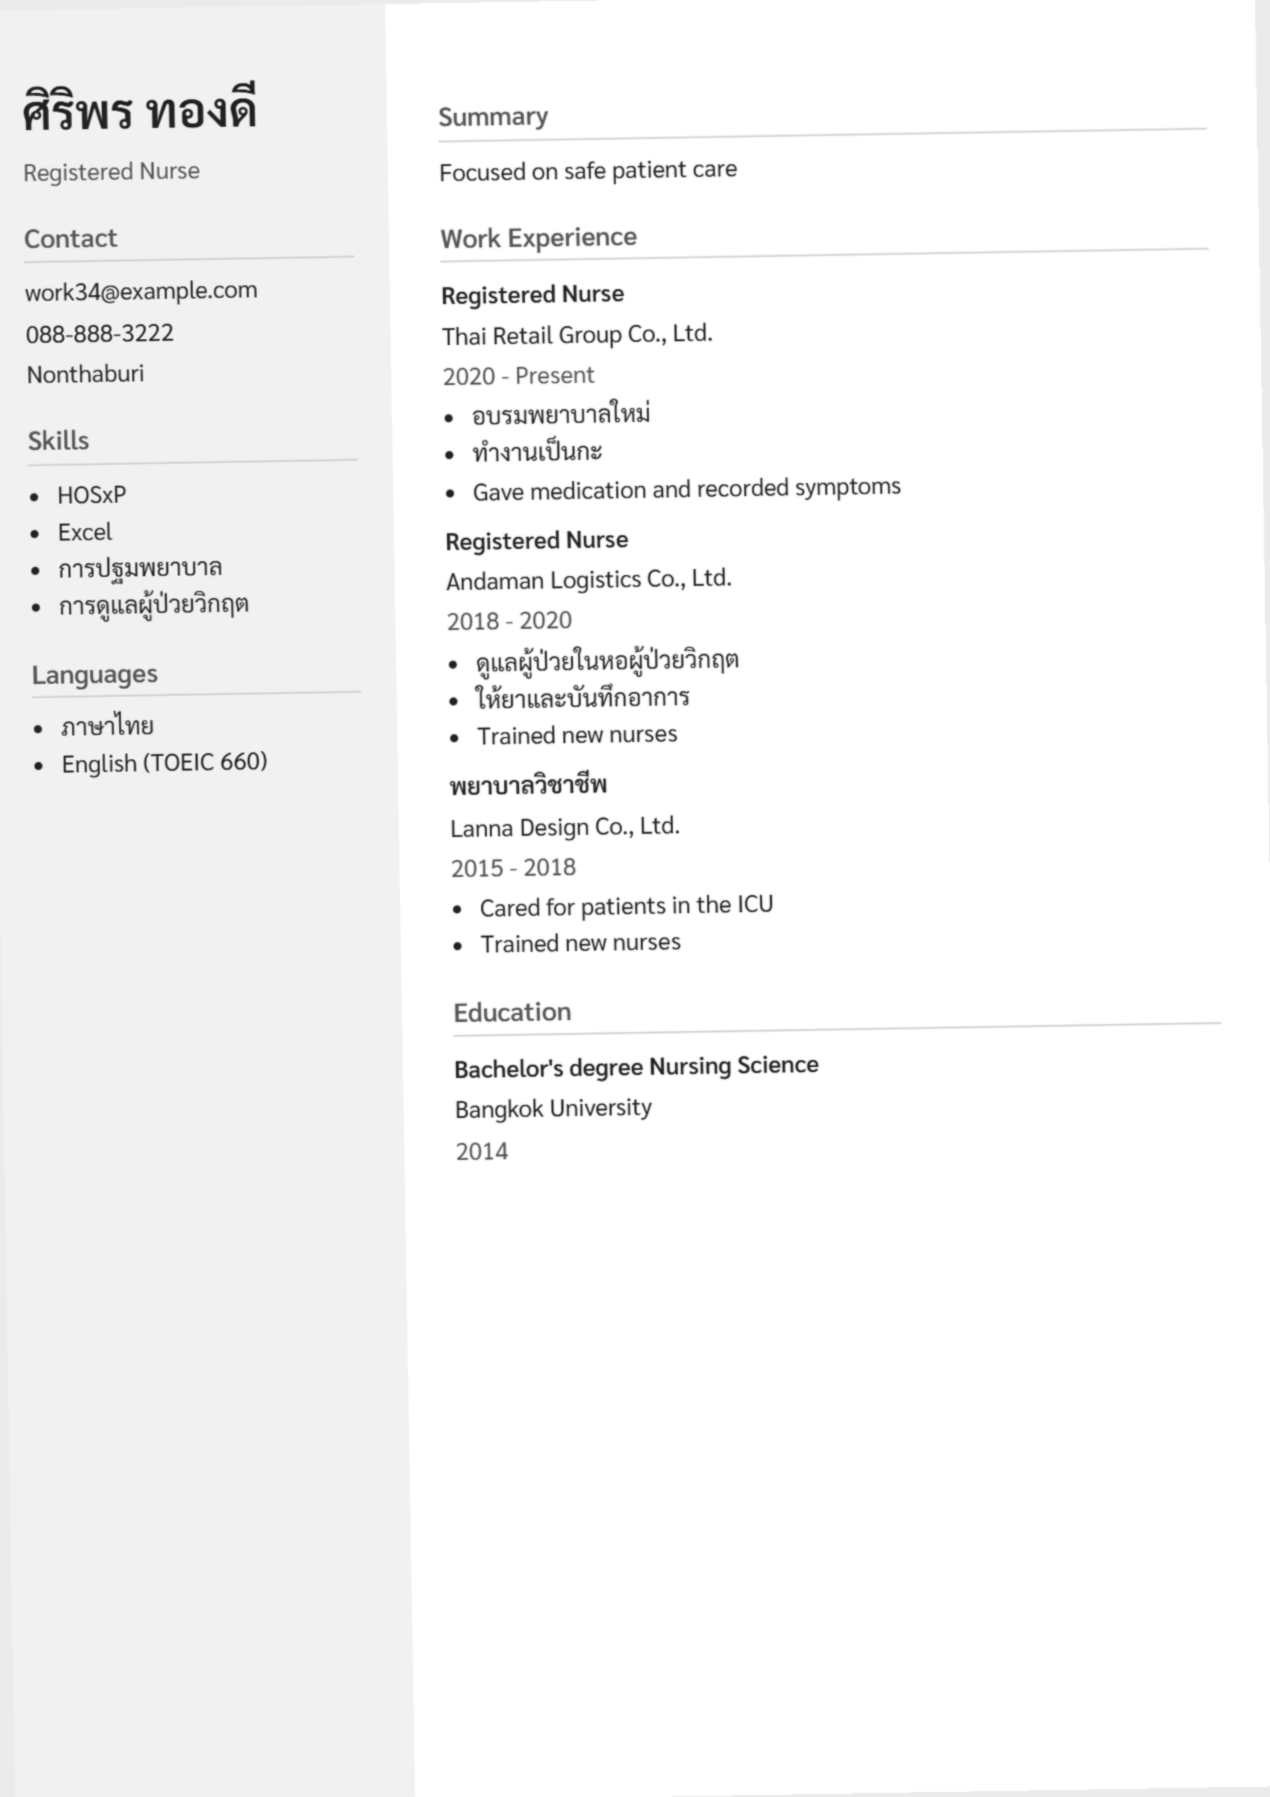 ศิริพร ทองดี
Registered Nurse
Contact
work34@example.com
088-888-3222
Nonthaburi
Skills
• HOSxP
• Excel
• การปฐมพยาบาล
• การดูแลผู้ป่วยวิกฤต
Languages
• ภาษาไทย
• English (TOEIC 660)
Summary
Focused on safe patient care
Work Experience
Registered Nurse
Thai Retail Group Co., Ltd.
2020 - Present
• อบรมพยาบาลใหม่
• ทำงานเป็นกะ
• Gave medication and recorded symptoms
Registered Nurse
Andaman Logistics Co., Ltd.
2018 - 2020
• ดูแลผู้ป่วยในหอผู้ป่วยวิกฤต
• ให้ยาและบันทึกอาการ
• Trained new nurses
พยาบาลวิชาชีพ
Lanna Design Co., Ltd.
2015 - 2018
• Cared for patients in the ICU
• Trained new nurses
Education
Bachelor's degree Nursing Science
Bangkok University
2014